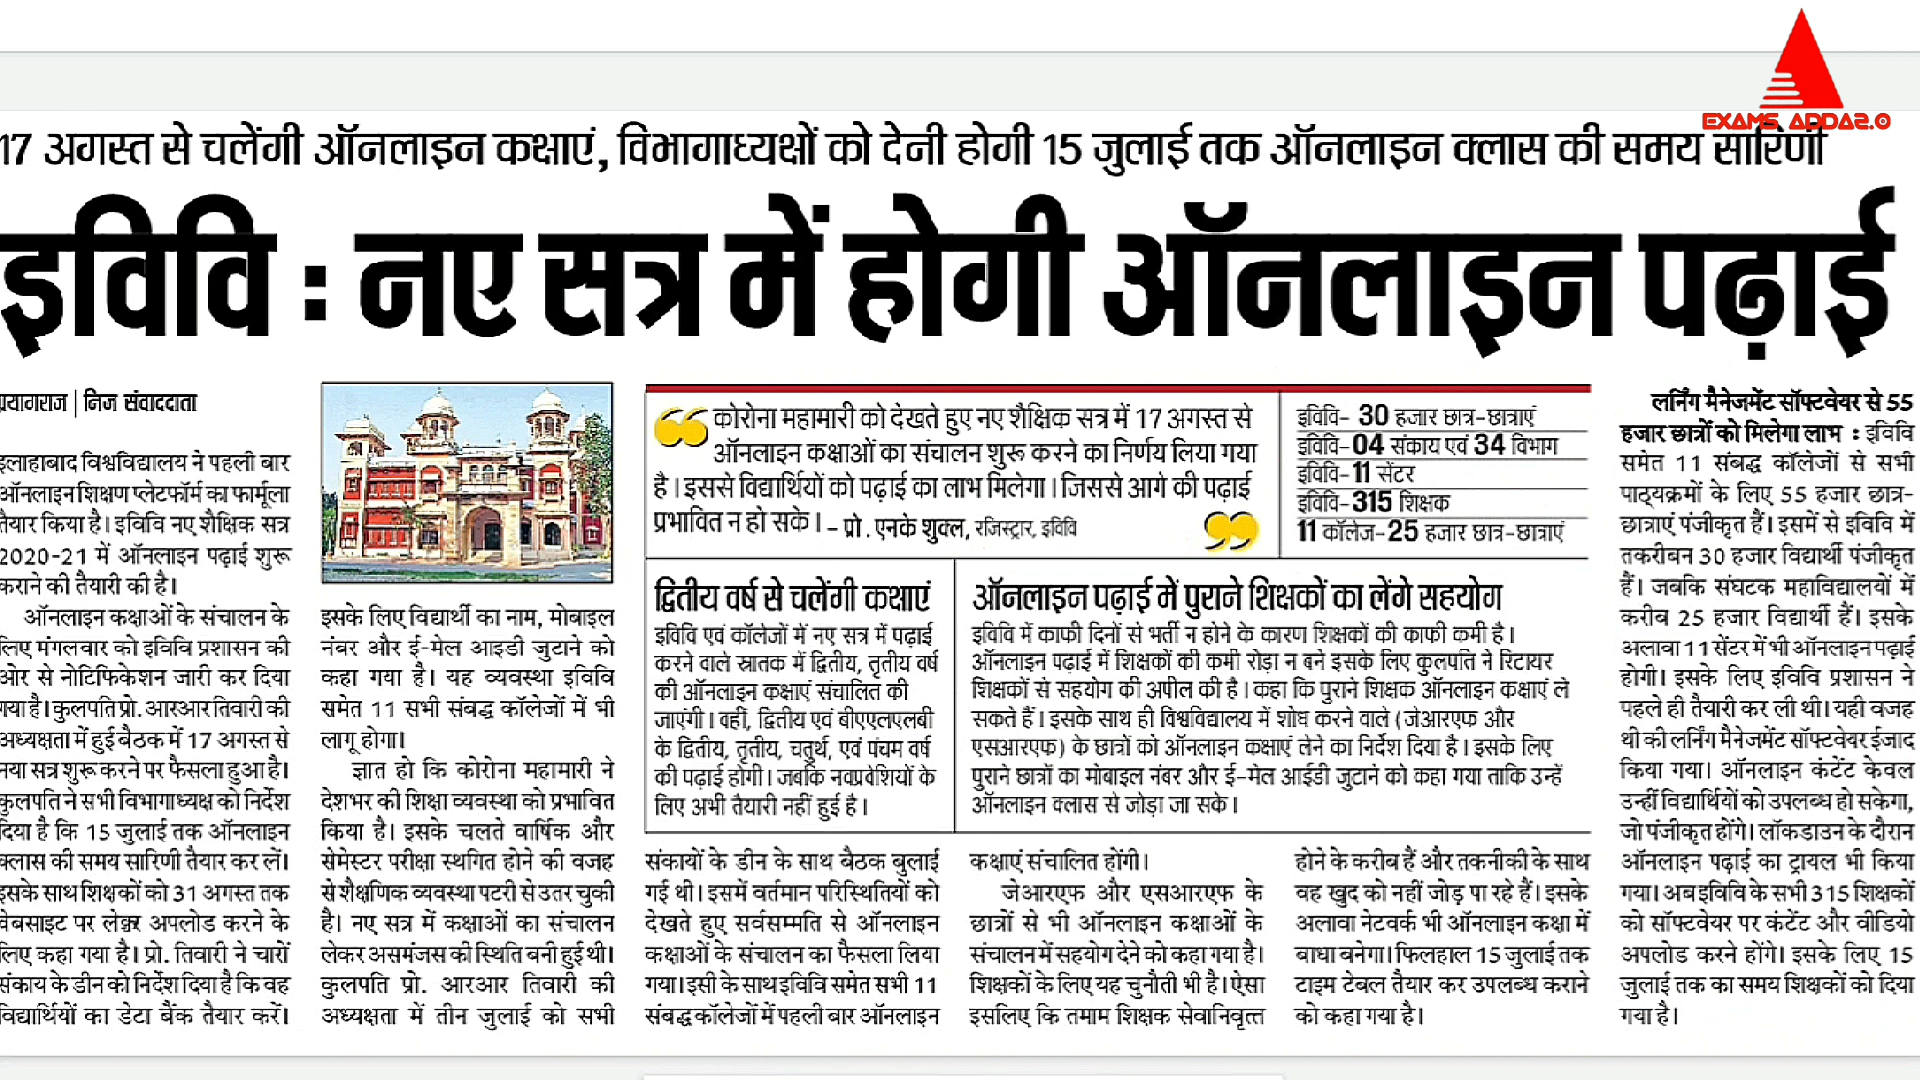 EXAMS ADDA2.0
17 अगस्त से चलेंगी ऑनलाइन कक्षाएं, विभागाध्यक्षों को देनी होगी 15 जुलाई तक ऑनलाइन क्लास की समय सारिणी
इविवि : नए सत्र में होगी ऑनलाइन पढ़ाई
प्रयागराज | निज संवाददाता
इलाहाबाद विश्वविद्यालय ने पहली बार
ऑनलाइन शिक्षण प्लेटफॉर्म का फार्मूला
तैयार किया है। इविवि नए शैक्षिक सत्र
2020-21 में ऑनलाइन पढ़ाई शुरू
कराने की तैयारी की है।
ऑनलाइन कक्षाओं के संचालन के
लिए मंगलवार को इविवि प्रशासन की
ओर से नोटिफिकेशन जारी कर दिया
गया है। कुलपति प्रो. आरआर तिवारी की
अध्यक्षता में हुई बैठक में 17 अगस्त से
नया सत्र शुरू करने पर फैसला हुआ है।
कुलपति ने सभी विभागाध्यक्ष को निर्देश
दिया है कि 15 जुलाई तक ऑनलाइन
क्लास की समय सारिणी तैयार कर लें।
इसके साथ शिक्षकों को 31 अगस्त तक
वेबसाइट पर लेक्चर अपलोड करने के
लिए कहा गया है। प्रो. तिवारी ने चारों
संकाय के डीन को निर्देश दिया है कि वह
विद्यार्थियों का डेटा बैंक तैयार करें।
इसके लिए विद्यार्थी का नाम, मोबाइल
नंबर और ई-मेल आइडी जुटाने को
कहा गया है। यह व्यवस्था इविवि
समेत 11 सभी संबद्ध कॉलेजों में भी
लागू होगा।
ज्ञात हो कि कोरोना महामारी ने
देशभर की शिक्षा व्यवस्था को प्रभावित
किया है। इसके चलते वार्षिक और
सेमेस्टर परीक्षा स्थगित होने की वजह
से शैक्षणिक व्यवस्था पटरी से उतर चुकी
है। नए सत्र में कक्षाओं का संचालन
लेकर असमंजस की स्थिति बनी हुई थी।
कुलपति प्रो. आरआर तिवारी की
अध्यक्षता में तीन जुलाई को सभी
कोरोना महामारी को देखते हुए नए शैक्षिक सत्र में 17 अगस्त से
ऑनलाइन कक्षाओं का संचालन शुरू करने का निर्णय लिया गया
है। इससे विद्यार्थियों को पढ़ाई का लाभ मिलेगा। जिससे आगे की पढ़ाई
प्रभावित न हो सके। – प्रो. एनके शुक्ल, रजिस्ट्रार, इविवि
इविवि- 30 हजार छात्र-छात्राएं
इविवि-04 संकाय एवं 34 विभाग
इविवि-11 सेंटर
इविवि-315 शिक्षक
11 कॉलेज-25 हजार छात्र-छात्राएं
द्वितीय वर्ष से चलेंगी कक्षाएं
इविवि एवं कॉलेजों में नए सत्र में पढ़ाई
करने वाले स्नातक में द्वितीय, तृतीय वर्ष
की ऑनलाइन कक्षाएं संचालित की
जाएंगी। वहीं, द्वितीय एवं बीएएलएलबी
के द्वितीय, तृतीय, चतुर्थ, एवं पंचम वर्ष
की पढ़ाई होगी। जबकि नवप्रवेशियों के
लिए अभी तैयारी नहीं हुई है।
ऑनलाइन पढ़ाई में पुराने शिक्षकों का लेंगे सहयोग
इविवि में काफी दिनों से भर्ती न होने के कारण शिक्षकों की काफी कमी है।
ऑनलाइन पढ़ाई में शिक्षकों की कमी रोड़ा न बने इसके लिए कुलपति ने रिटायर
शिक्षकों से सहयोग की अपील की है। कहा कि पुराने शिक्षक ऑनलाइन कक्षाएं ले
सकते हैं। इसके साथ ही विश्वविद्यालय में शोध करने वाले (जेआरएफ और
एसआरएफ) के छात्रों को ऑनलाइन कक्षाएं लेने का निर्देश दिया है। इसके लिए
पुराने छात्रों का मोबाइल नंबर और ई-मेल आईडी जुटाने को कहा गया ताकि उन्हें
ऑनलाइन क्लास से जोड़ा जा सके।
संकायों के डीन के साथ बैठक बुलाई
गई थी। इसमें वर्तमान परिस्थितियों को
देखते हुए सर्वसम्मति से ऑनलाइन
कक्षाओं के संचालन का फैसला लिया
गया। इसी के साथ इविवि समेत सभी 11
संबद्ध कॉलेजों में पहली बार ऑनलाइन
कक्षाएं संचालित होंगी।
जेआरएफ और एसआरएफ के
छात्रों से भी ऑनलाइन कक्षाओं के
संचालन में सहयोग देने को कहा गया है।
शिक्षकों के लिए यह चुनौती भी है। ऐसा
इसलिए कि तमाम शिक्षक सेवानिवृत्त
होने के करीब हैं और तकनीकी के साथ
वह खुद को नहीं जोड़ पा रहे हैं। इसके
अलावा नेटवर्क भी ऑनलाइन कक्षा में
बाधा बनेगा। फिलहाल 15 जुलाई तक
टाइम टेबल तैयार कर उपलब्ध कराने
को कहा गया है।
लर्निंग मैनेजमेंट सॉफ्टवेयर से 55
हजार छात्रों को मिलेगा लाभ : इविवि
समेत 11 संबद्ध कॉलेजों से सभी
पाठ्यक्रमों के लिए 55 हजार छात्र-
छात्राएं पंजीकृत हैं। इसमें से इविवि में
तकरीबन 30 हजार विद्यार्थी पंजीकृत
हैं। जबकि संघटक महाविद्यालयों में
करीब 25 हजार विद्यार्थी हैं। इसके
अलावा 11 सेंटर में भी ऑनलाइन पढ़ाई
होगी। इसके लिए इविवि प्रशासन ने
पहले ही तैयारी कर ली थी। यही वजह
थी की लर्निंग मैनेजमेंट सॉफ्टवेयर ईजाद
किया गया। ऑनलाइन कंटेंट केवल
उन्हीं विद्यार्थियों को उपलब्ध हो सकेगा,
जो पंजीकृत होंगे। लॉकडाउन के दौरान
ऑनलाइन पढ़ाई का ट्रायल भी किया
गया। अब इविवि के सभी 315 शिक्षकों
को सॉफ्टवेयर पर कंटेंट और वीडियो
अपलोड करने होंगे। इसके लिए 15
जुलाई तक का समय शिक्षकों को दिया
गया है।